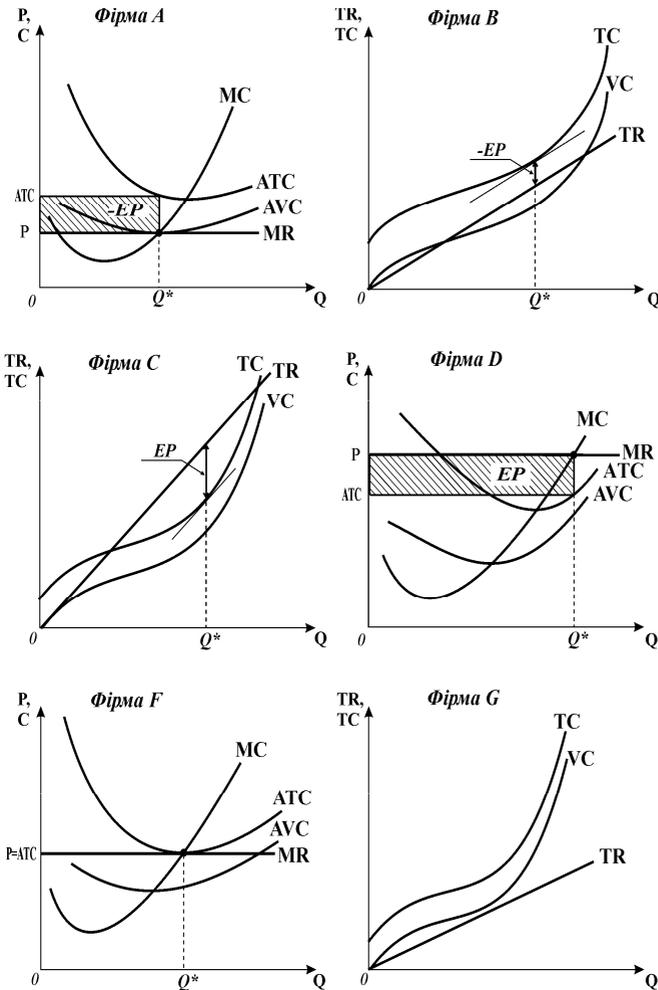 P,
C
Фірма A
MC
ATC
ATC
-EP
AVC
P
MR
0
Q*
Q
TR,
TC
Фірма B
TC
VC
TR
-EP
0
Q*
Q
TR,
TC
Фірма C
TC
TR
VC
EP
0
Q*
Q
P,
C
Фірма D
MC
P
MR
EP
ATC
ATC
AVC
0
Q*
Q
P,
C
Фірма F
MC
ATC
AVC
P=ATC
MR
0
Q*
Q
TR,
TC
Фірма G
TC
VC
TR
0
Q